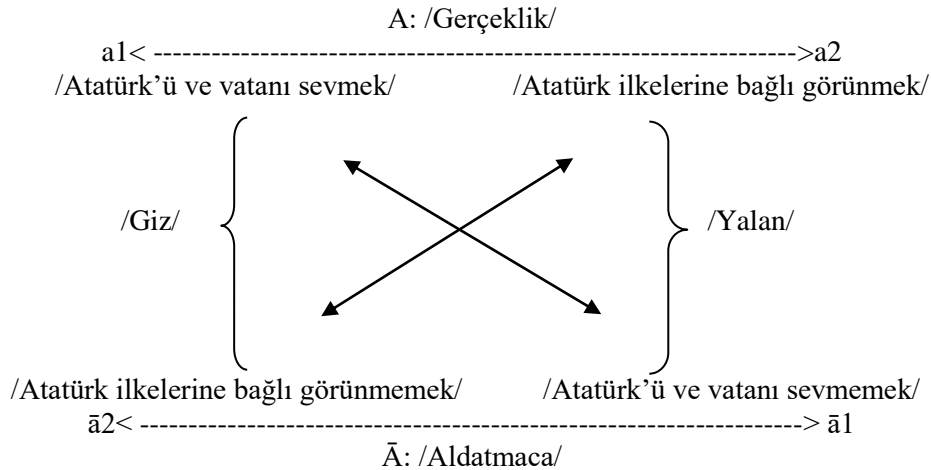 A: /Gerçeklik/
a1< ------------------------------------------------------------------->a2
/Atatürk’ü ve vatanı sevmek/ /Atatürk ilkelerine bağlı görünmek/
/Giz/ /Yalan/
/Atatürk ilkelerine bağlı görünmemek/ /Atatürk’ü ve vatanı sevmemek/
ā2< -------------------------------------------------------------------> ā1
Ā: /Aldatmaca/